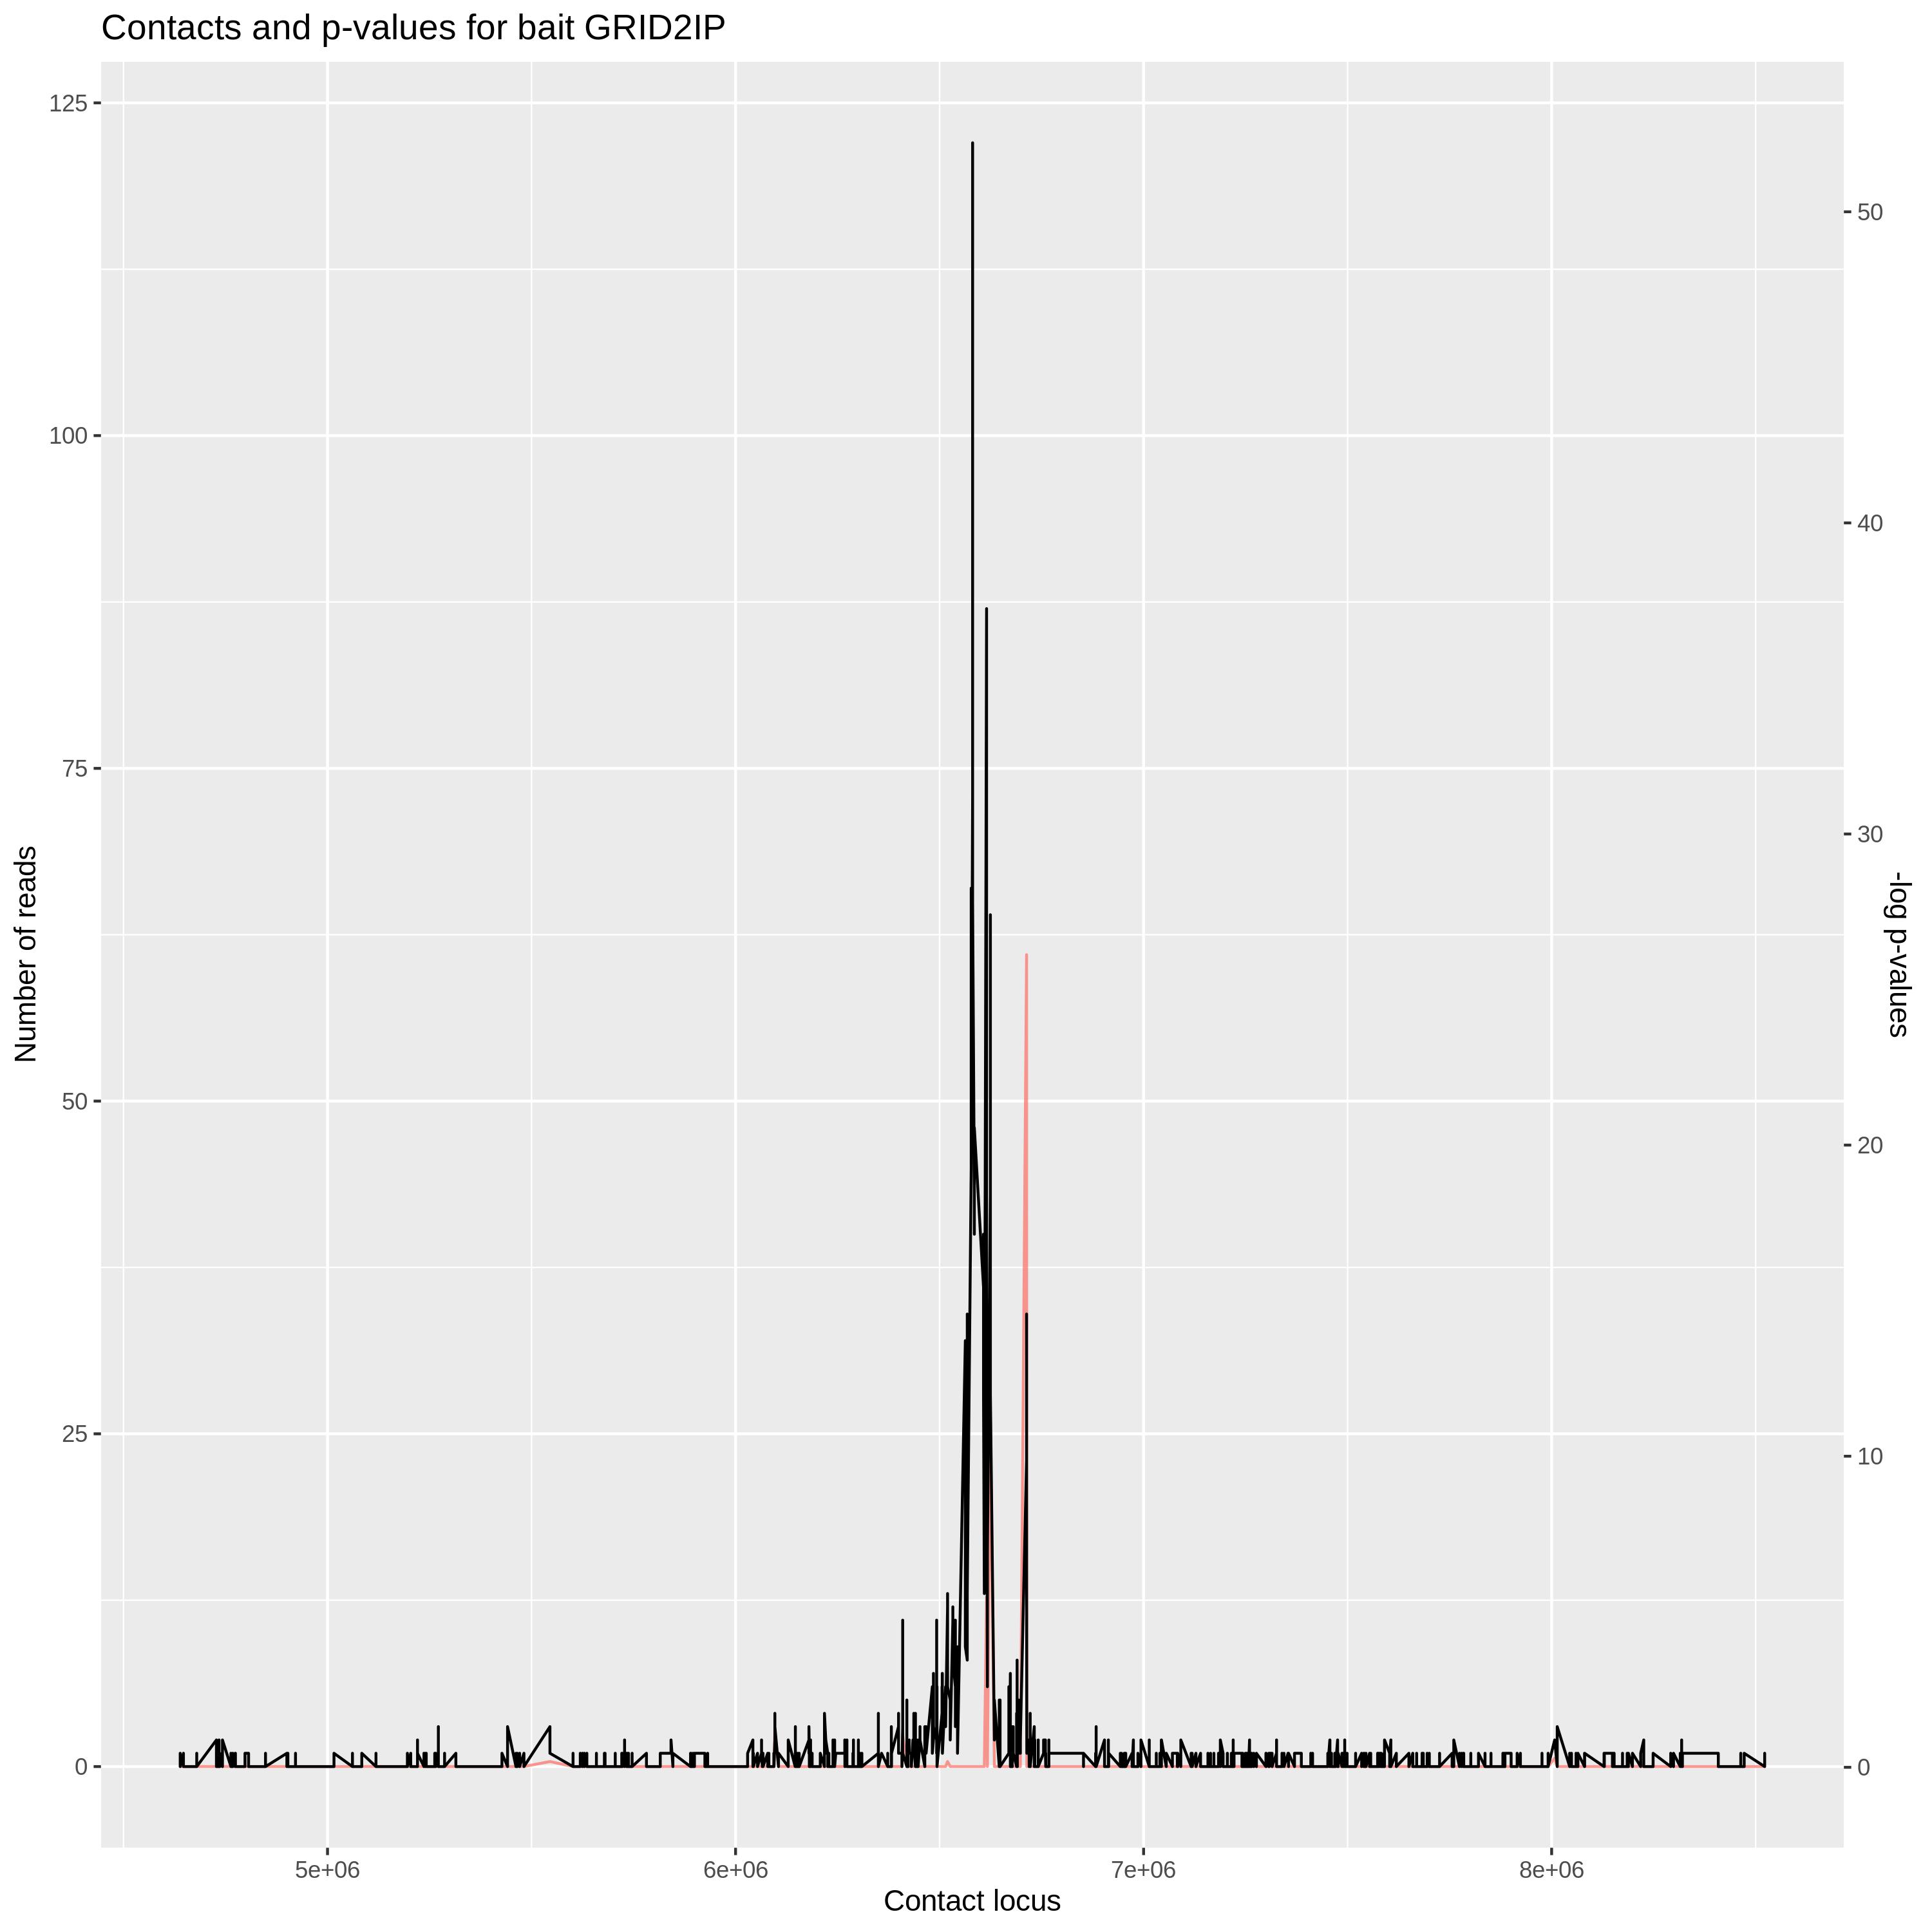 Contacts and p-values for bait GRID2IP
125
100
75
50
25
0
Number of reads
50
40
30
20
10
0
-log p-values
5e+06
6e+06
7e+06
8e+06
Contact locus